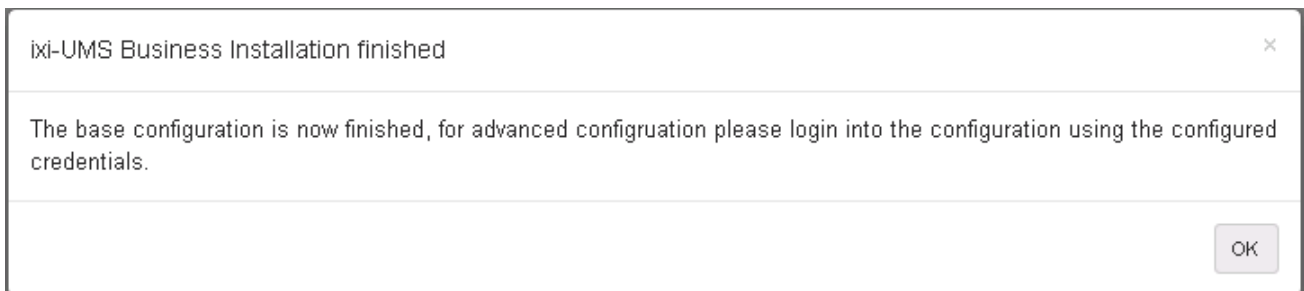 ixi-UMS Business Installation finished
×
The base configuration is now finished, for advanced configruation please login into the configuration using the configured
credentials.
OK